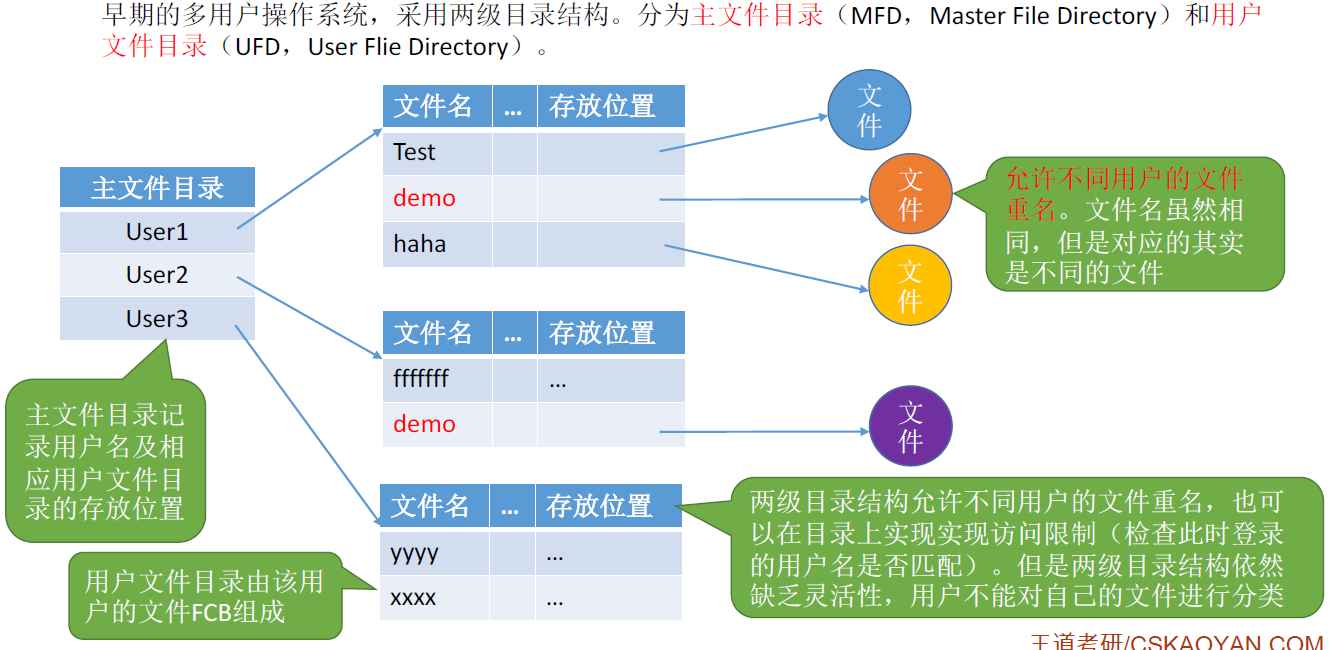 早期的多用户操作系统，采用两级目录结构。分为主文件目录（MFD，Master File Directory）和用户
文件目录（UFD，User Flie Directory）。
主文件目录
User1
User2
User3
主文件目录记
录用户名及相
应用户文件目
录的存放位置
文件名 … 存放位置
Test
demo
haha
文
件
文
件
文
件
允许不同用户的文件
重名。文件名虽然相
同，但是对应的其实
是不同的文件
文件名 … 存放位置
fffffff …
demo
文
件
文件名 … 存放位置
yyyy …
xxxx …
用户文件目录由该用
户的文件FCB组成
两级目录结构允许不同用户的文件重名，也可
以在目录上实现实现访问限制（检查此时登录
的用户名是否匹配）。但是两级目录结构依然
缺乏灵活性，用户不能对自己的文件进行分类
王道考研/CSKAOYAN.COM